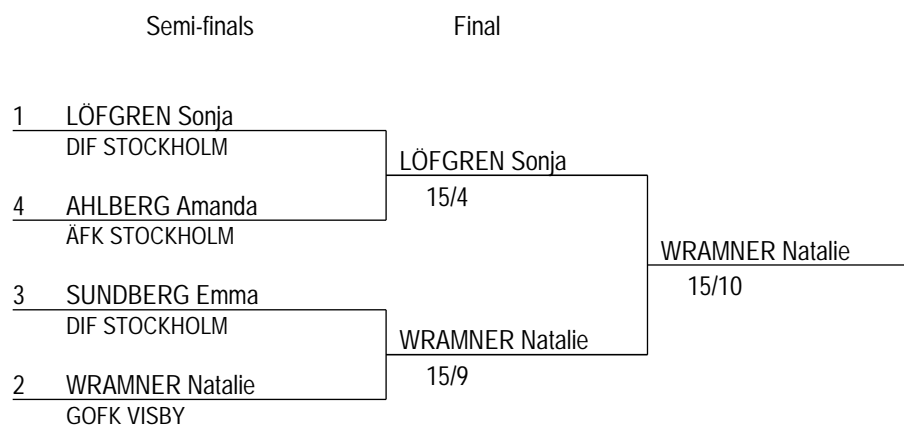 Semi-finals Final
1 LÖFGREN Sonja
DIF STOCKHOLM
LÖFGREN Sonja
15/4
4 AHLBERG Amanda
ÄFK STOCKHOLM
WRAMNER Natalie
15/10
3 SUNDBERG Emma
DIF STOCKHOLM
WRAMNER Natalie
15/9
2 WRAMNER Natalie
GOFK VISBY